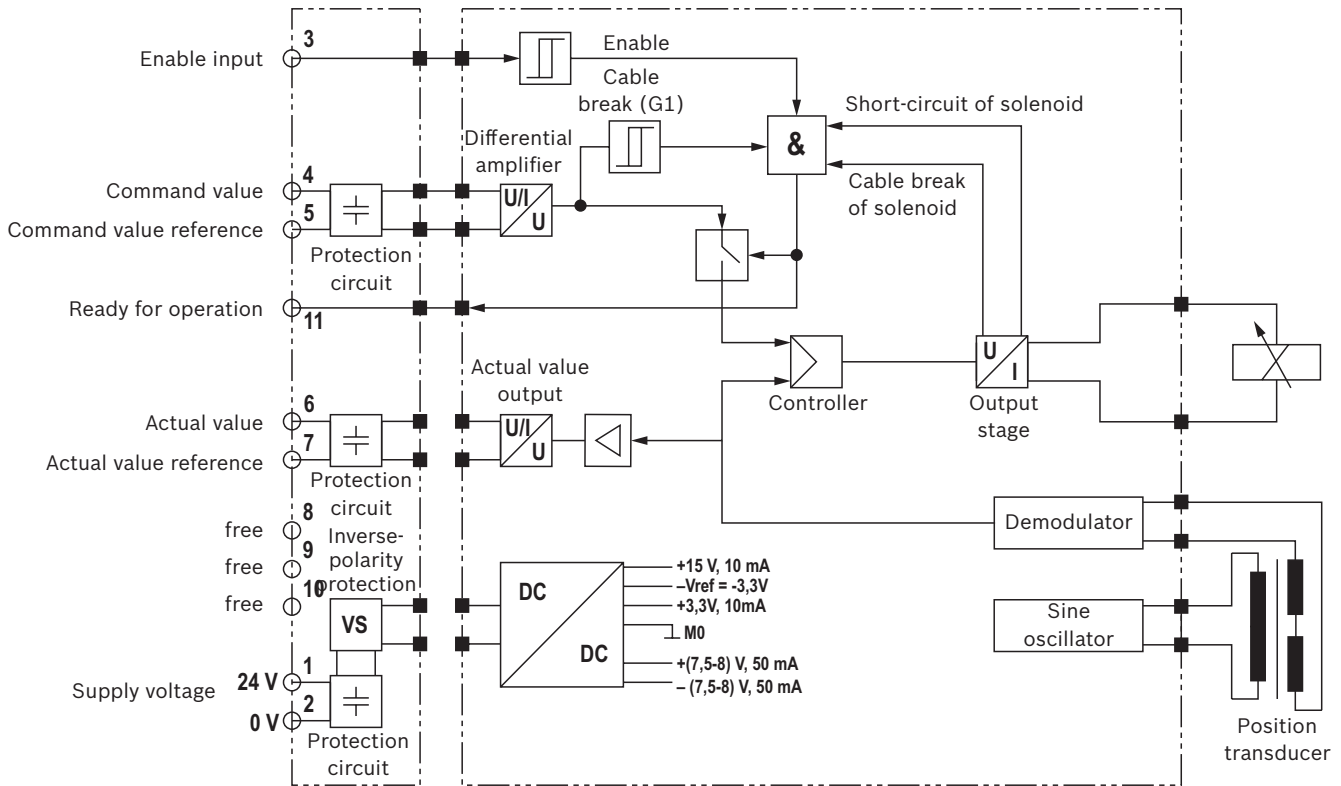 3
Enable input
Enable
Cable
break (G1)
Short-circuit of solenoid
&
Differential
amplifier
Cable break
of solenoid
4
Command value
U/I
U
5
Command value reference
Protection
circuit
Ready for operation
11
Actual value
output
U
I
Controller
Output
stage
6
Actual value
U/I
U
7
Actual value reference
Protection
circuit
8
free
Inverse-
polarity
protection
9
free
10
free
VS
Demodulator
DC
DC
+15 V, 10 mA
–Vref = -3,3V
+3,3V, 10mA
M0
+(7,5-8) V, 50 mA
– (7,5-8) V, 50 mA
Sine
oscillator
1
Supply voltage
24 V
2
0 V
Protection
circuit
Position
transducer